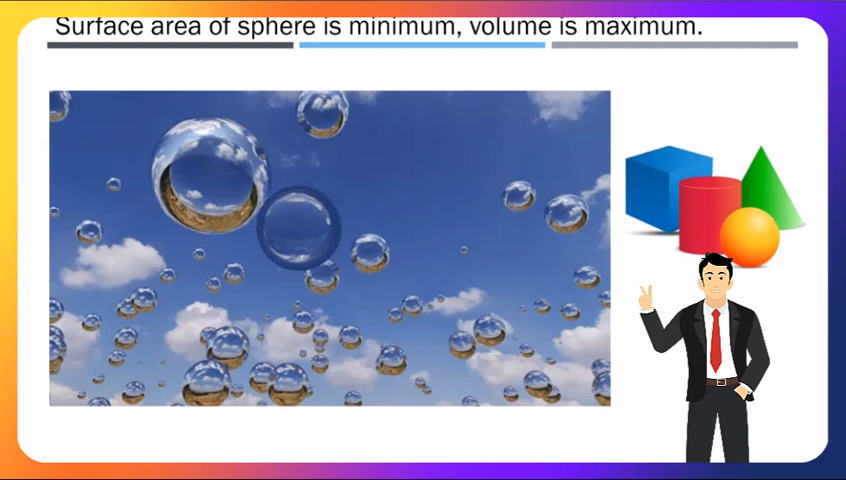 Surface area of sphere is minimum, volume is maximum.